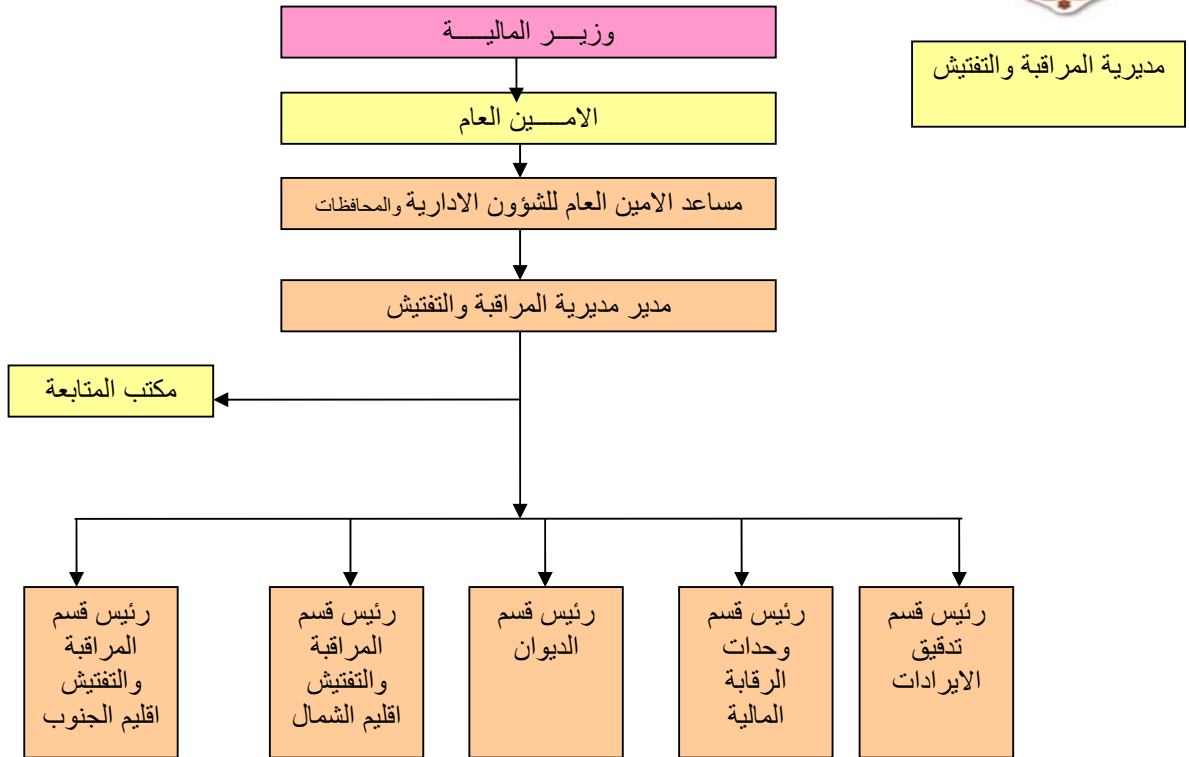 مديرية المراقبة والتفتيش
وزيـــر الماليـــــة
الامـــــين العام
مساعد الامين العام للشؤون الادارية والمحافظات
مدير مديرية المراقبة والتفتيش
مكتب المتابعة
رئيس قسم
تدقيق
الايرادات
رئيس قسم
وحدات
الرقابة
المالية
رئيس قسم
الديوان
رئيس قسم
المراقبة
والتفتيش
اقليم الشمال
رئيس قسم
المراقبة
والتفتيش
اقليم الجنوب